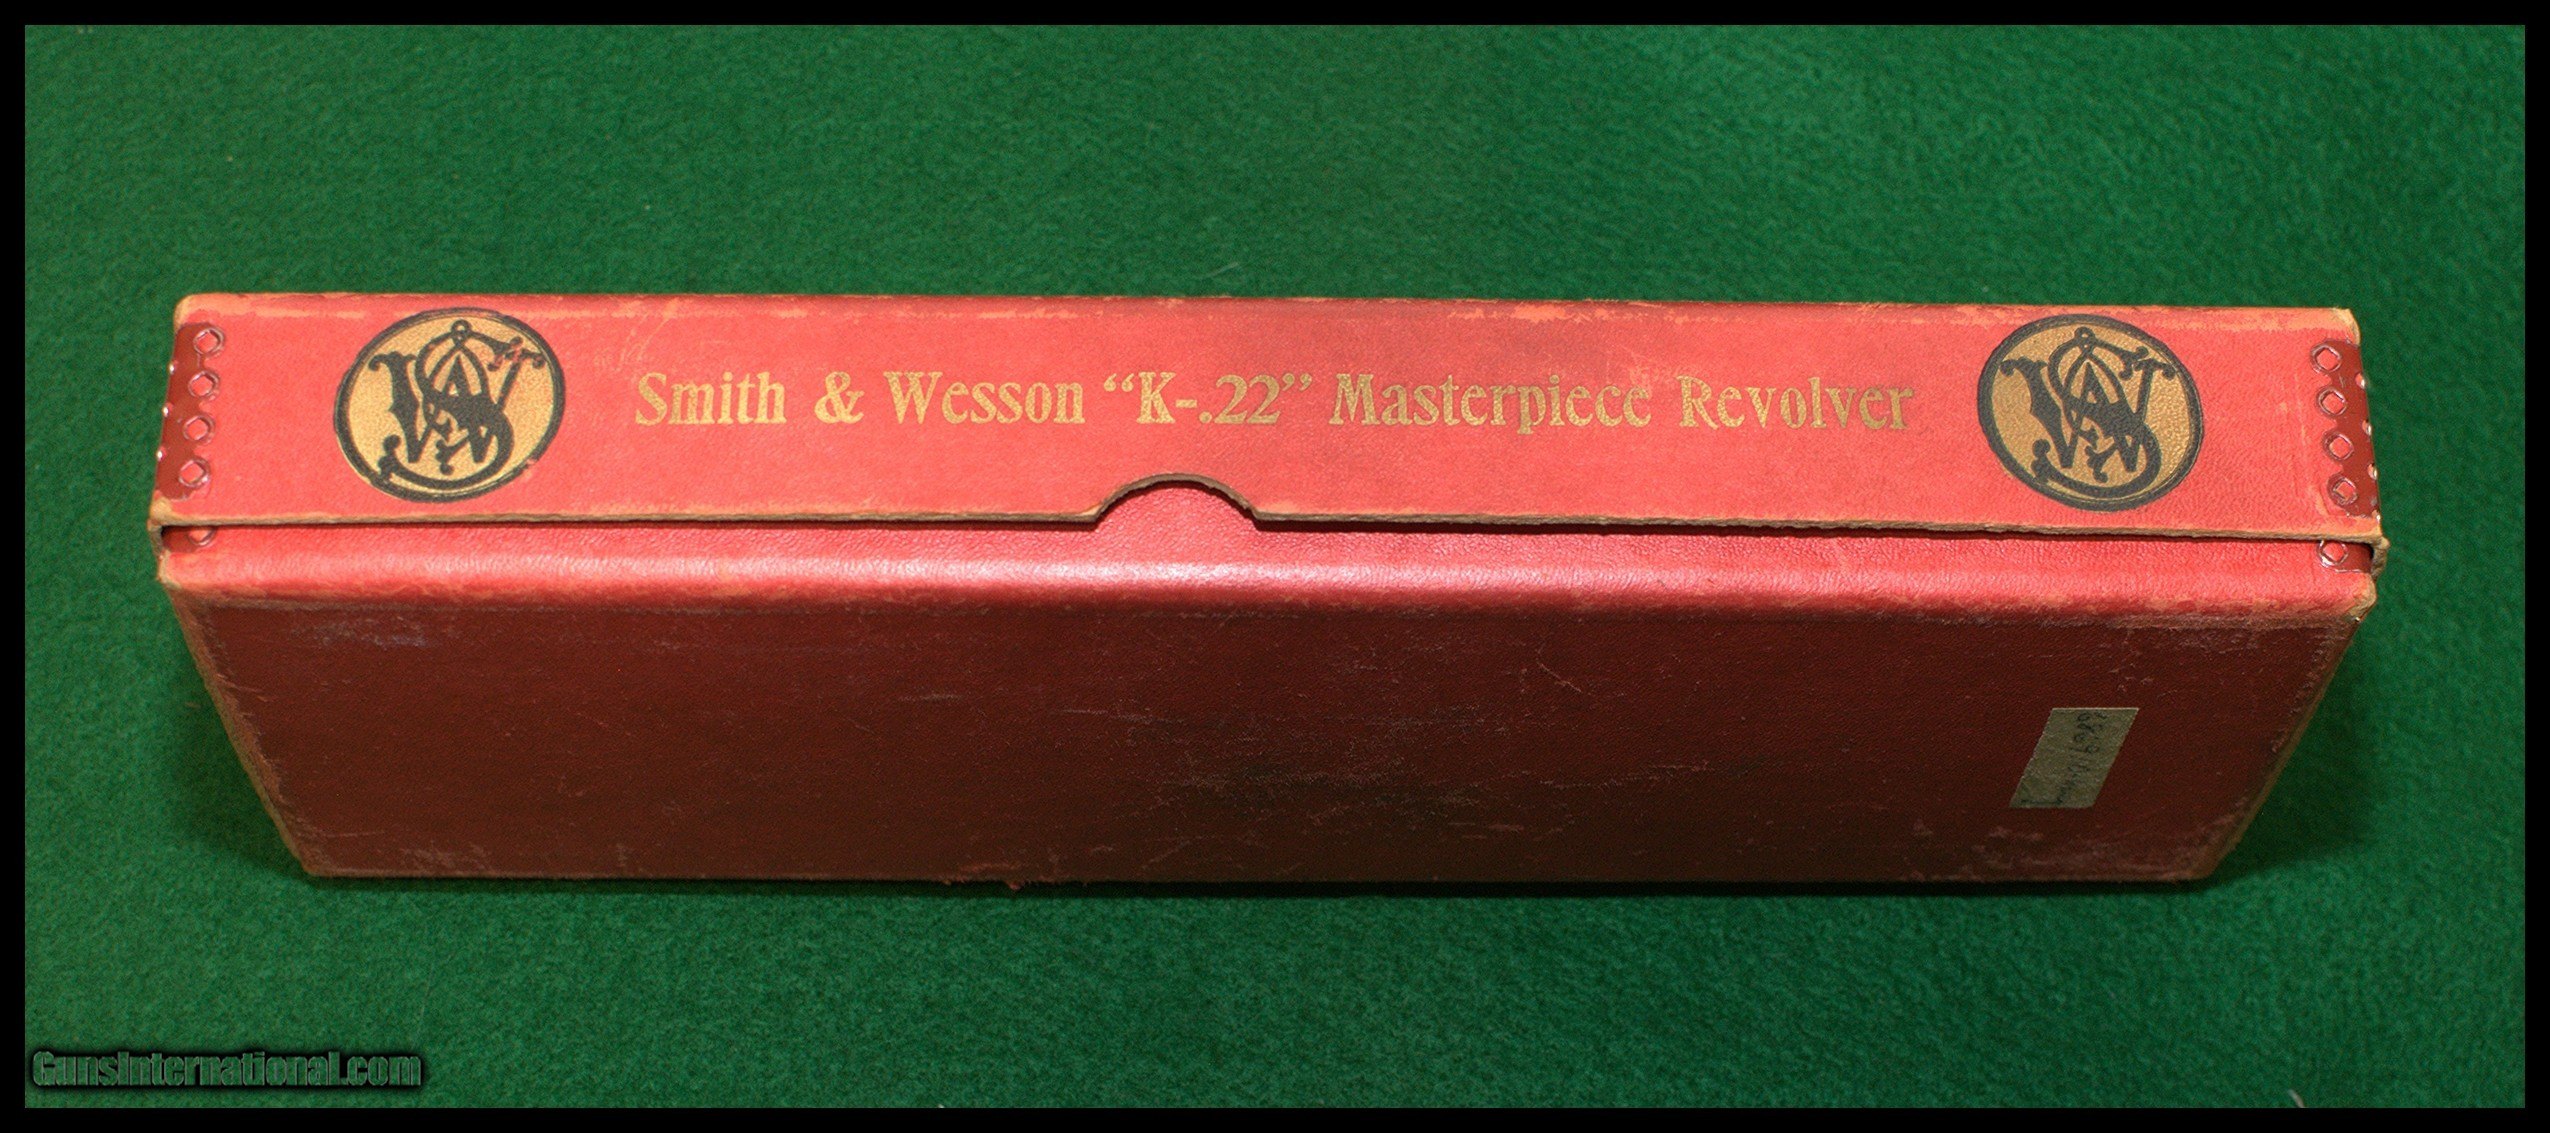 Smith & Wesson “K-.22” Masterpiece Revolver
GunsInternational.com